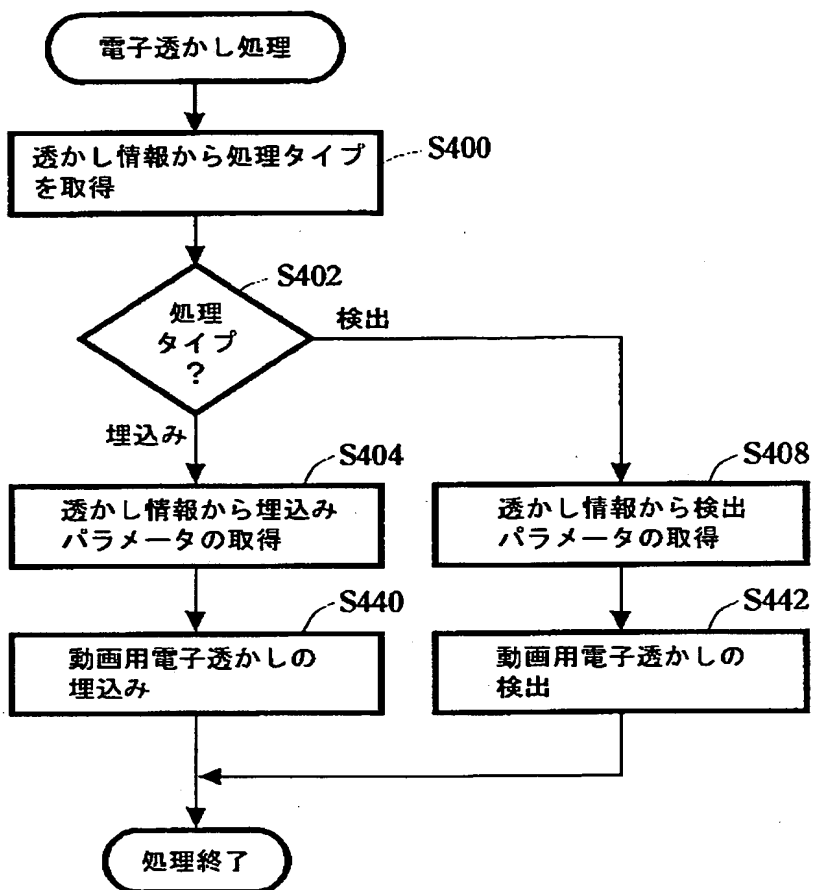 電子透かし処理
透かし情報から処理タイプ
を取得
S400
S402
処理
タイプ
?
検出
埋込み
S404
透かし情報から埋込み
パラメータの取得
S408
透かし情報から検出
パラメータの取得
S440
動画用電子透かしの
埋込み
S442
動画用電子透かしの
検出
処理終了